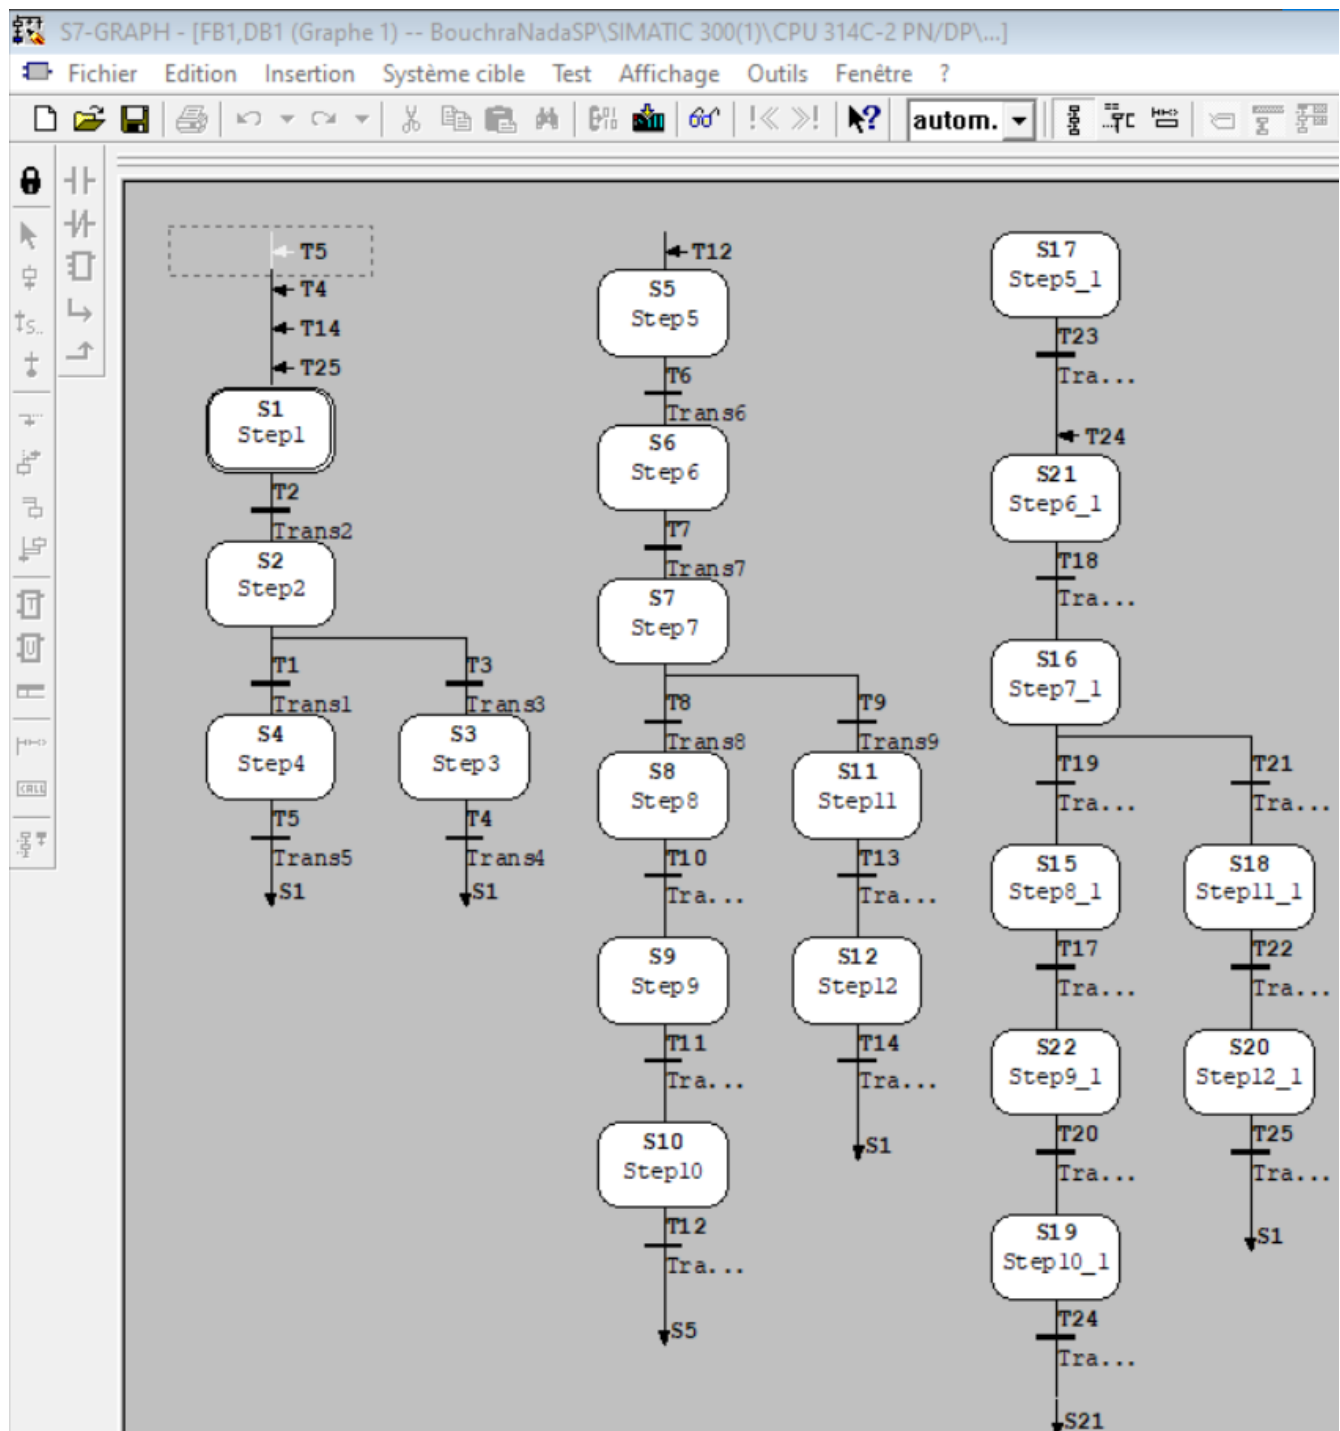 S7-GRAPH - [FB1,DB1 (Graphe 1) -- BouchraNadaSP\SIMATIC 300(1)\CPU 314C-2 PN/DP\...]
Fichier Edition Insertion Système cible Test Affichage Outils Fenêtre ?
autom.
T5
T4
T14
T25
S1
Step1
T2
Trans2
S2
Step2
T1
Trans1
T3
Trans3
S4
Step4
S3
Step3
T5
Trans5
T4
Trans4
S1
S1
T12
S5
Step5
T6
Trans6
S6
Step6
T7
Trans7
S7
Step7
T8
Trans8
T9
Trans9
S8
Step8
S11
Step11
T10
Tra...
T13
Tra...
S9
Step9
S12
Step12
T11
Tra...
T14
Tra...
S10
Step10
S1
T12
Tra...
S5
S17
Step5_1
T23
Tra...
T24
S21
Step6_1
T18
Tra...
S16
Step7_1
T19
Tra...
T21
Tra...
S15
Step8_1
S18
Step11_1
T17
Tra...
T22
Tra...
S22
Step9_1
S20
Step12_1
T20
Tra...
T25
Tra...
S19
Step10_1
S1
T24
Tra...
S21